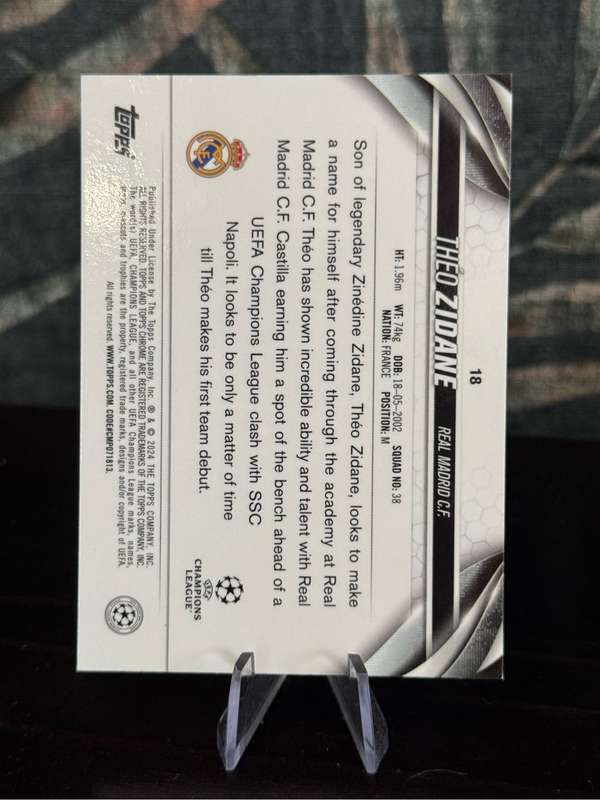 18
THÉO ZIDANE REAL MADRID C.F.
HT: 1.96m WT: 74kg DOB: 18-05-2002 SQUAD NO: 38
NATION: FRANCE POSITION: M
Son of legendary Zinédine Zidane, Théo Zidane, looks to make
a name for himself after coming through the academy at Real
Madrid C.F. Théo has shown incredible ability and talent with Real
Madrid C.F. Castilla earning him a spot of the bench ahead of a
UEFA Champions League clash with SSC
Napoli. It looks to be only a matter of time
till Théo makes his first team debut.
UEFA
CHAMPIONS
LEAGUE
topps
Published Under License by The Topps Company, Inc. ® & © 2024 THE TOPPS COMPANY, INC.
ALL RIGHTS RESERVED. TOPPS AND TOPPS CHROME ARE REGISTERED TRADEMARKS OF THE TOPPS COMPANY, INC.
The word(s) UEFA, CHAMPIONS LEAGUE, and all other UEFA Champions League marks, names,
mascots and trophies are the property, registered trade marks, designs and/or copyright of UEFA.
All rights reserved. WWW.TOPPS.COM. CODE#CMPD71813.